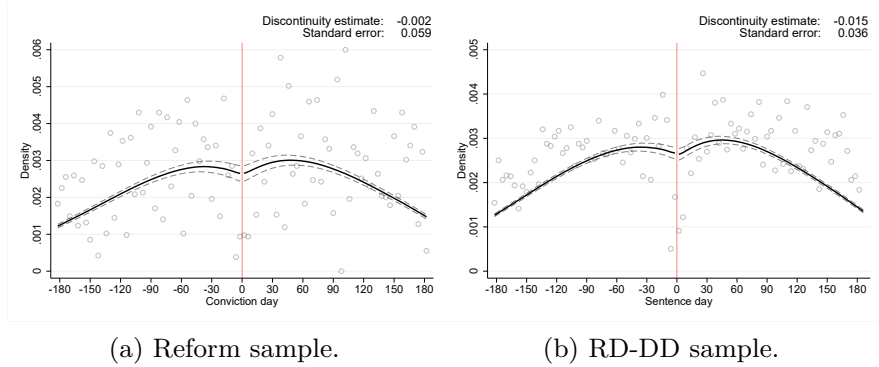 Discontinuity estimate: -0.002
Standard error: 0.059
Density
.006
.005
.004
.003
.002
.001
0
-180 -150 -120 -90 -60 -30 0 30 60 90 120 150 180
Conviction day
(a) Reform sample.
Discontinuity estimate: -0.015
Standard error: 0.036
Density
.005
.004
.003
.002
.001
0
-180 -150 -120 -90 -60 -30 0 30 60 90 120 150 180
Sentence day
(b) RD-DD sample.